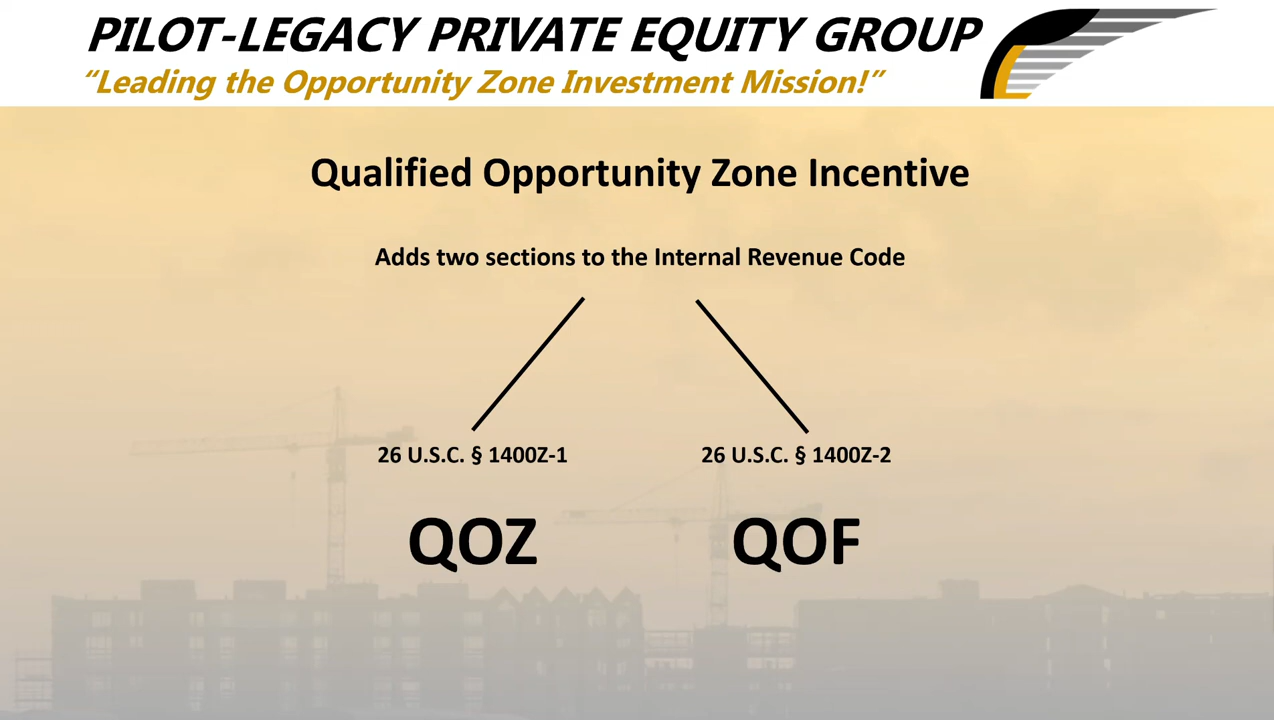 PILOT-LEGACY PRIVATE EQUITY GROUP
“Leading the Opportunity Zone Investment Mission!”
Qualified Opportunity Zone Incentive
Adds two sections to the Internal Revenue Code
26 U.S.C. § 1400Z-1
26 U.S.C. § 1400Z-2
QOZ
QOF